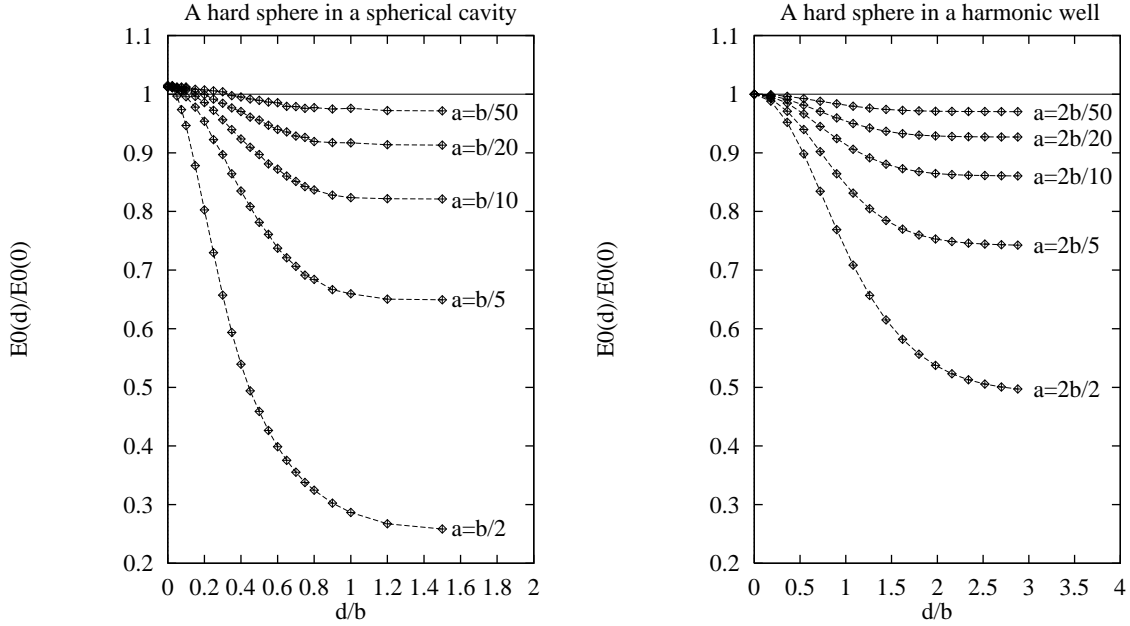 A hard sphere in a spherical cavity
1.1
1
0.9
0.8
0.7
0.6
0.5
0.4
0.3
0.2
E0(d)/E0(0)
a=b/50
a=b/20
a=b/10
a=b/5
a=b/2
0 0.2 0.4 0.6 0.8 1 1.2 1.4 1.6 1.8 2
d/b
A hard sphere in a harmonic well
1.1
1
0.9
0.8
0.7
0.6
0.5
0.4
0.3
0.2
E0(d)/E0(0)
a=2b/50
a=2b/20
a=2b/10
a=2b/5
a=2b/2
0 0.5 1 1.5 2 2.5 3 3.5 4
d/b